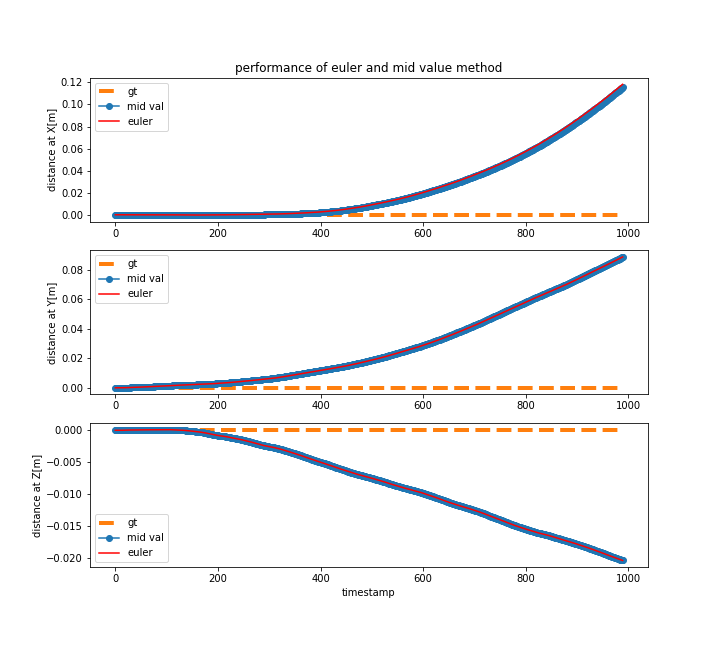 performance of euler and mid value method
distance at X[m]
0.12
0.10
0.08
0.06
0.04
0.02
0.00
gt
mid val
euler
0 200 400 600 800 1000
distance at Y[m]
0.08
0.06
0.04
0.02
0.00
gt
mid val
euler
0 200 400 600 800 1000
distance at Z[m]
0.000
−0.005
−0.010
−0.015
−0.020
gt
mid val
euler
0 200 400 600 800 1000
timestamp